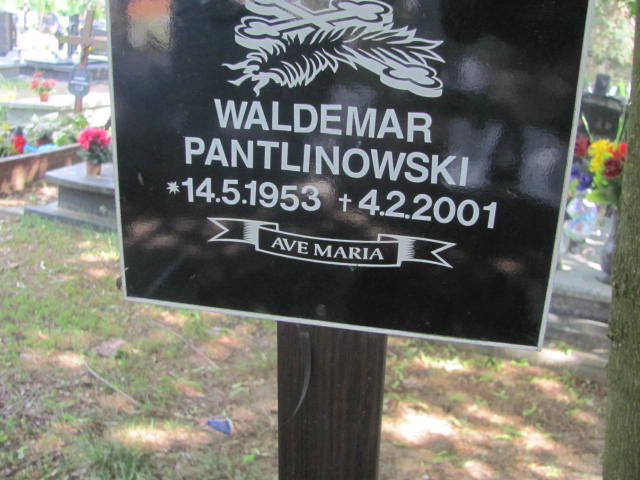 WALDEMAR
PANTLINOWSKI
*14.5.1953 †4.2.2001
AVE MARIA